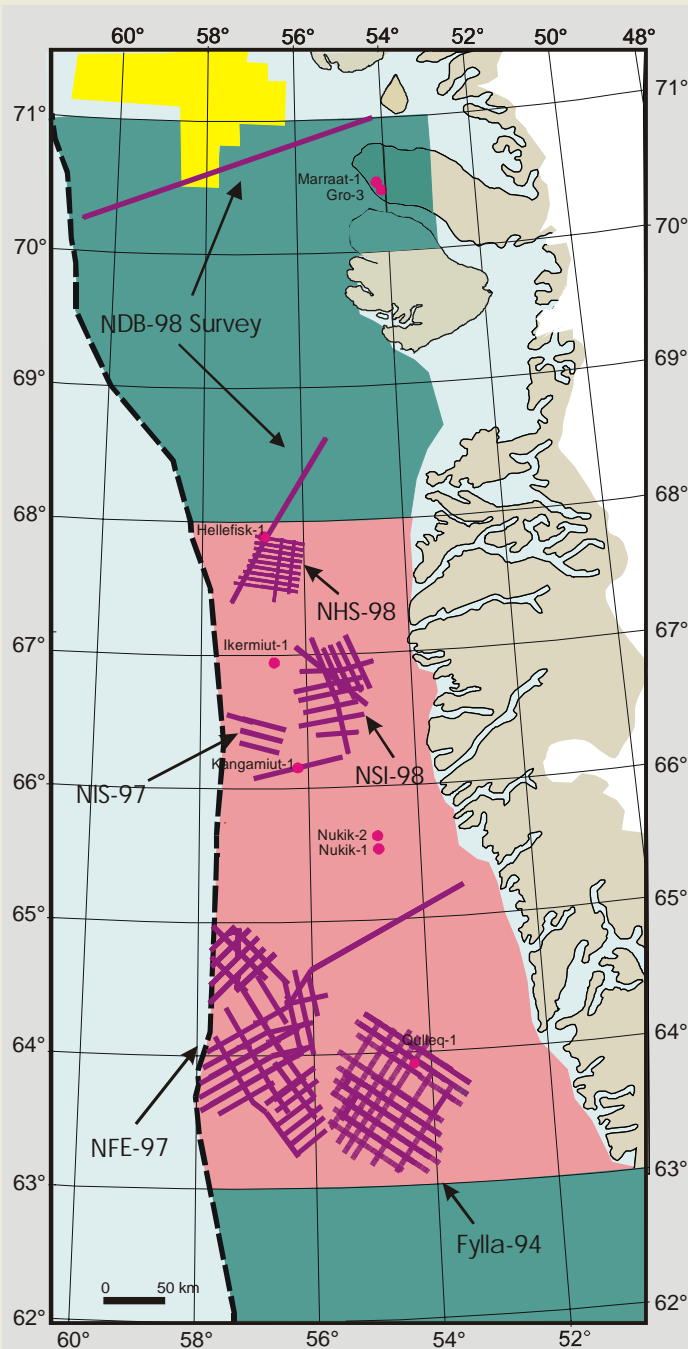 60° 58° 56° 54° 52° 50° 48°
71° 71°
Marraat-1
Gro-3
70° 70°
NDB-98 Survey
69° 69°
68° 68°
Hellefisk-1
NHS-98
67° 67°
Ikermiut-1
Kangamiut-1
NSI-98
66°
NIS-97
Nukik-2
Nukik-1
65° 65°
64° 64°
Qulleq-1
NFE-97
63° 63°
Fylla-94
0 50 km
62° 62°
60° 58° 56° 54° 52°